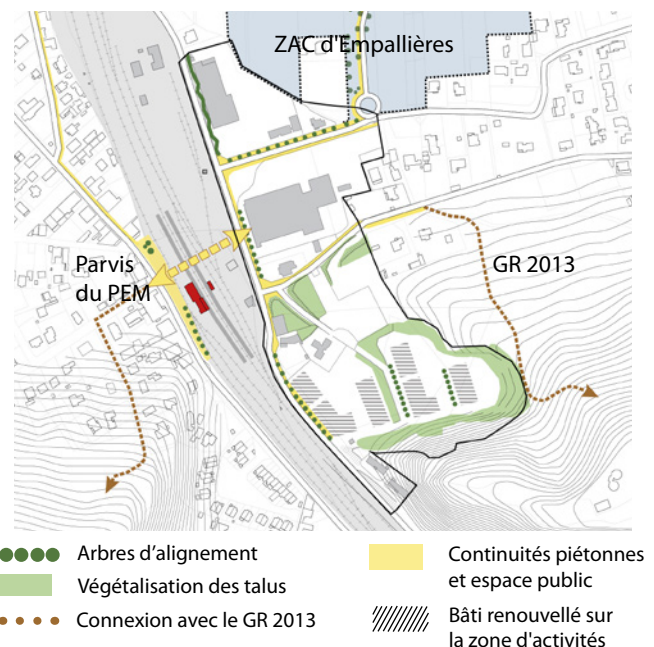 ZAC d'Empallières
Parvis
du PEM
GR 2013
Arbres d’alignement
Végétalisation des talus
Connexion avec le GR 2013
Continuités piétonnes
et espace public
Bâti renouvellé sur
la zone d'activités